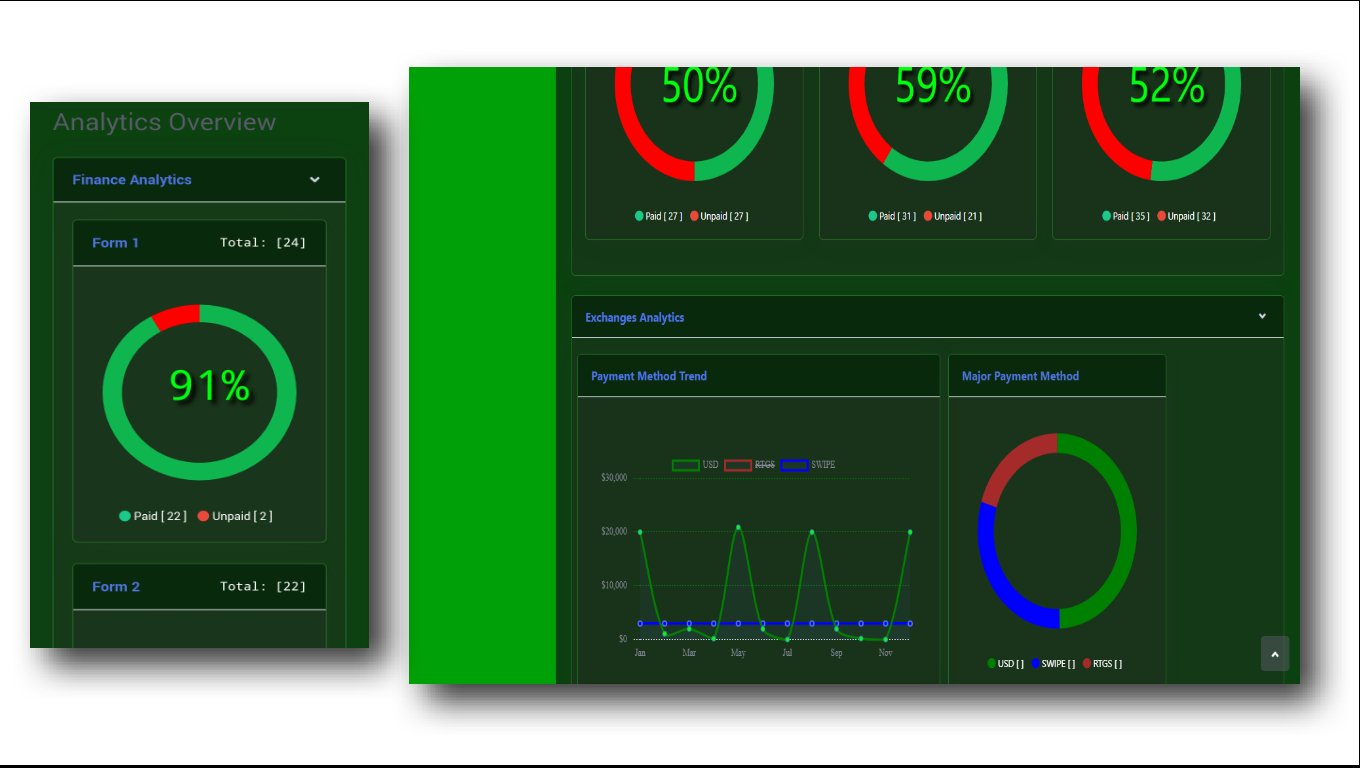 Analytics Overview
Finance Analytics
Form 1 Total: [24]
91%
Paid [ 22 ] Unpaid [ 2 ]
Form 2 Total: [22]
50% 59% 52%
Paid [ 27 ] Unpaid [ 27 ] Paid [ 31 ] Unpaid [ 21 ] Paid [ 35 ] Unpaid [ 32 ]
Exchanges Analytics
Payment Method Trend
USD RTGS SWIPE
$30,000
$20,000
$10,000
$0
Jan Mar May Jul Sep Nov
Major Payment Method
USD [ ] SWIPE [ ] RTGS [ ]